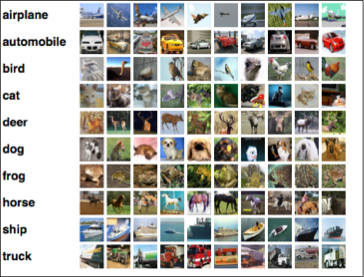 airplane
automobile
bird
cat
deer
dog
frog
horse
ship
truck